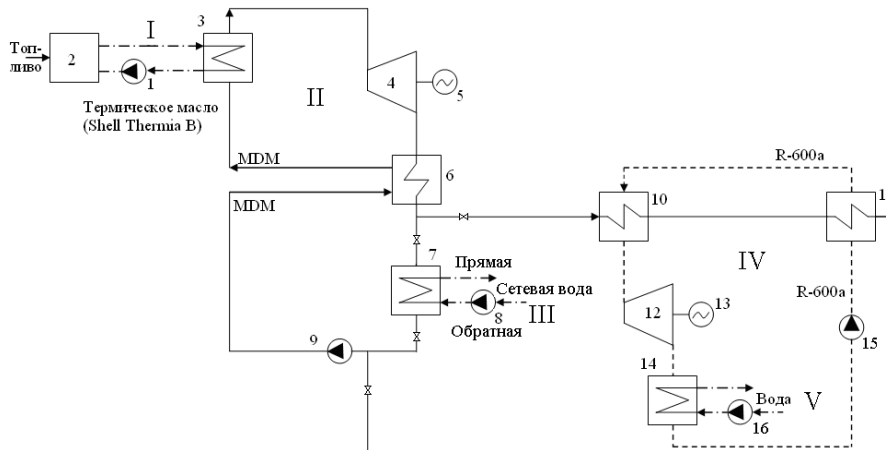 I
3
Топ-
ливо
2
1
Термическое масло
(Shell Thermia B)
II
4
5
MDM
6
MDM
R-600a
10
IV
7
Прямая
Сетевая вода
8
III
Обратная
9
R-600a
12
13
15
14
Вода
V
16